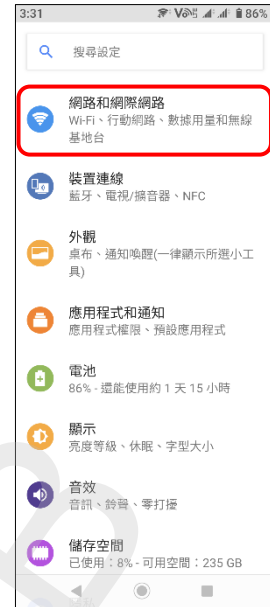 3:31 86%
搜尋設定
網路和網際網路
Wi-Fi、行動網路、數據用量和無線
基地台
裝置連線
藍牙、電視/擴音器、NFC
外觀
桌布、通知喚醒(一律顯示所選小工
具)
應用程式和通知
應用程式權限、預設應用程式
電池
86% - 還能使用約 1 天 15 小時
顯示
亮度等級、休眠、字型大小
音效
音訊、鈴聲、零打擾
儲存空間
已使用：8% - 可用空間：235 GB